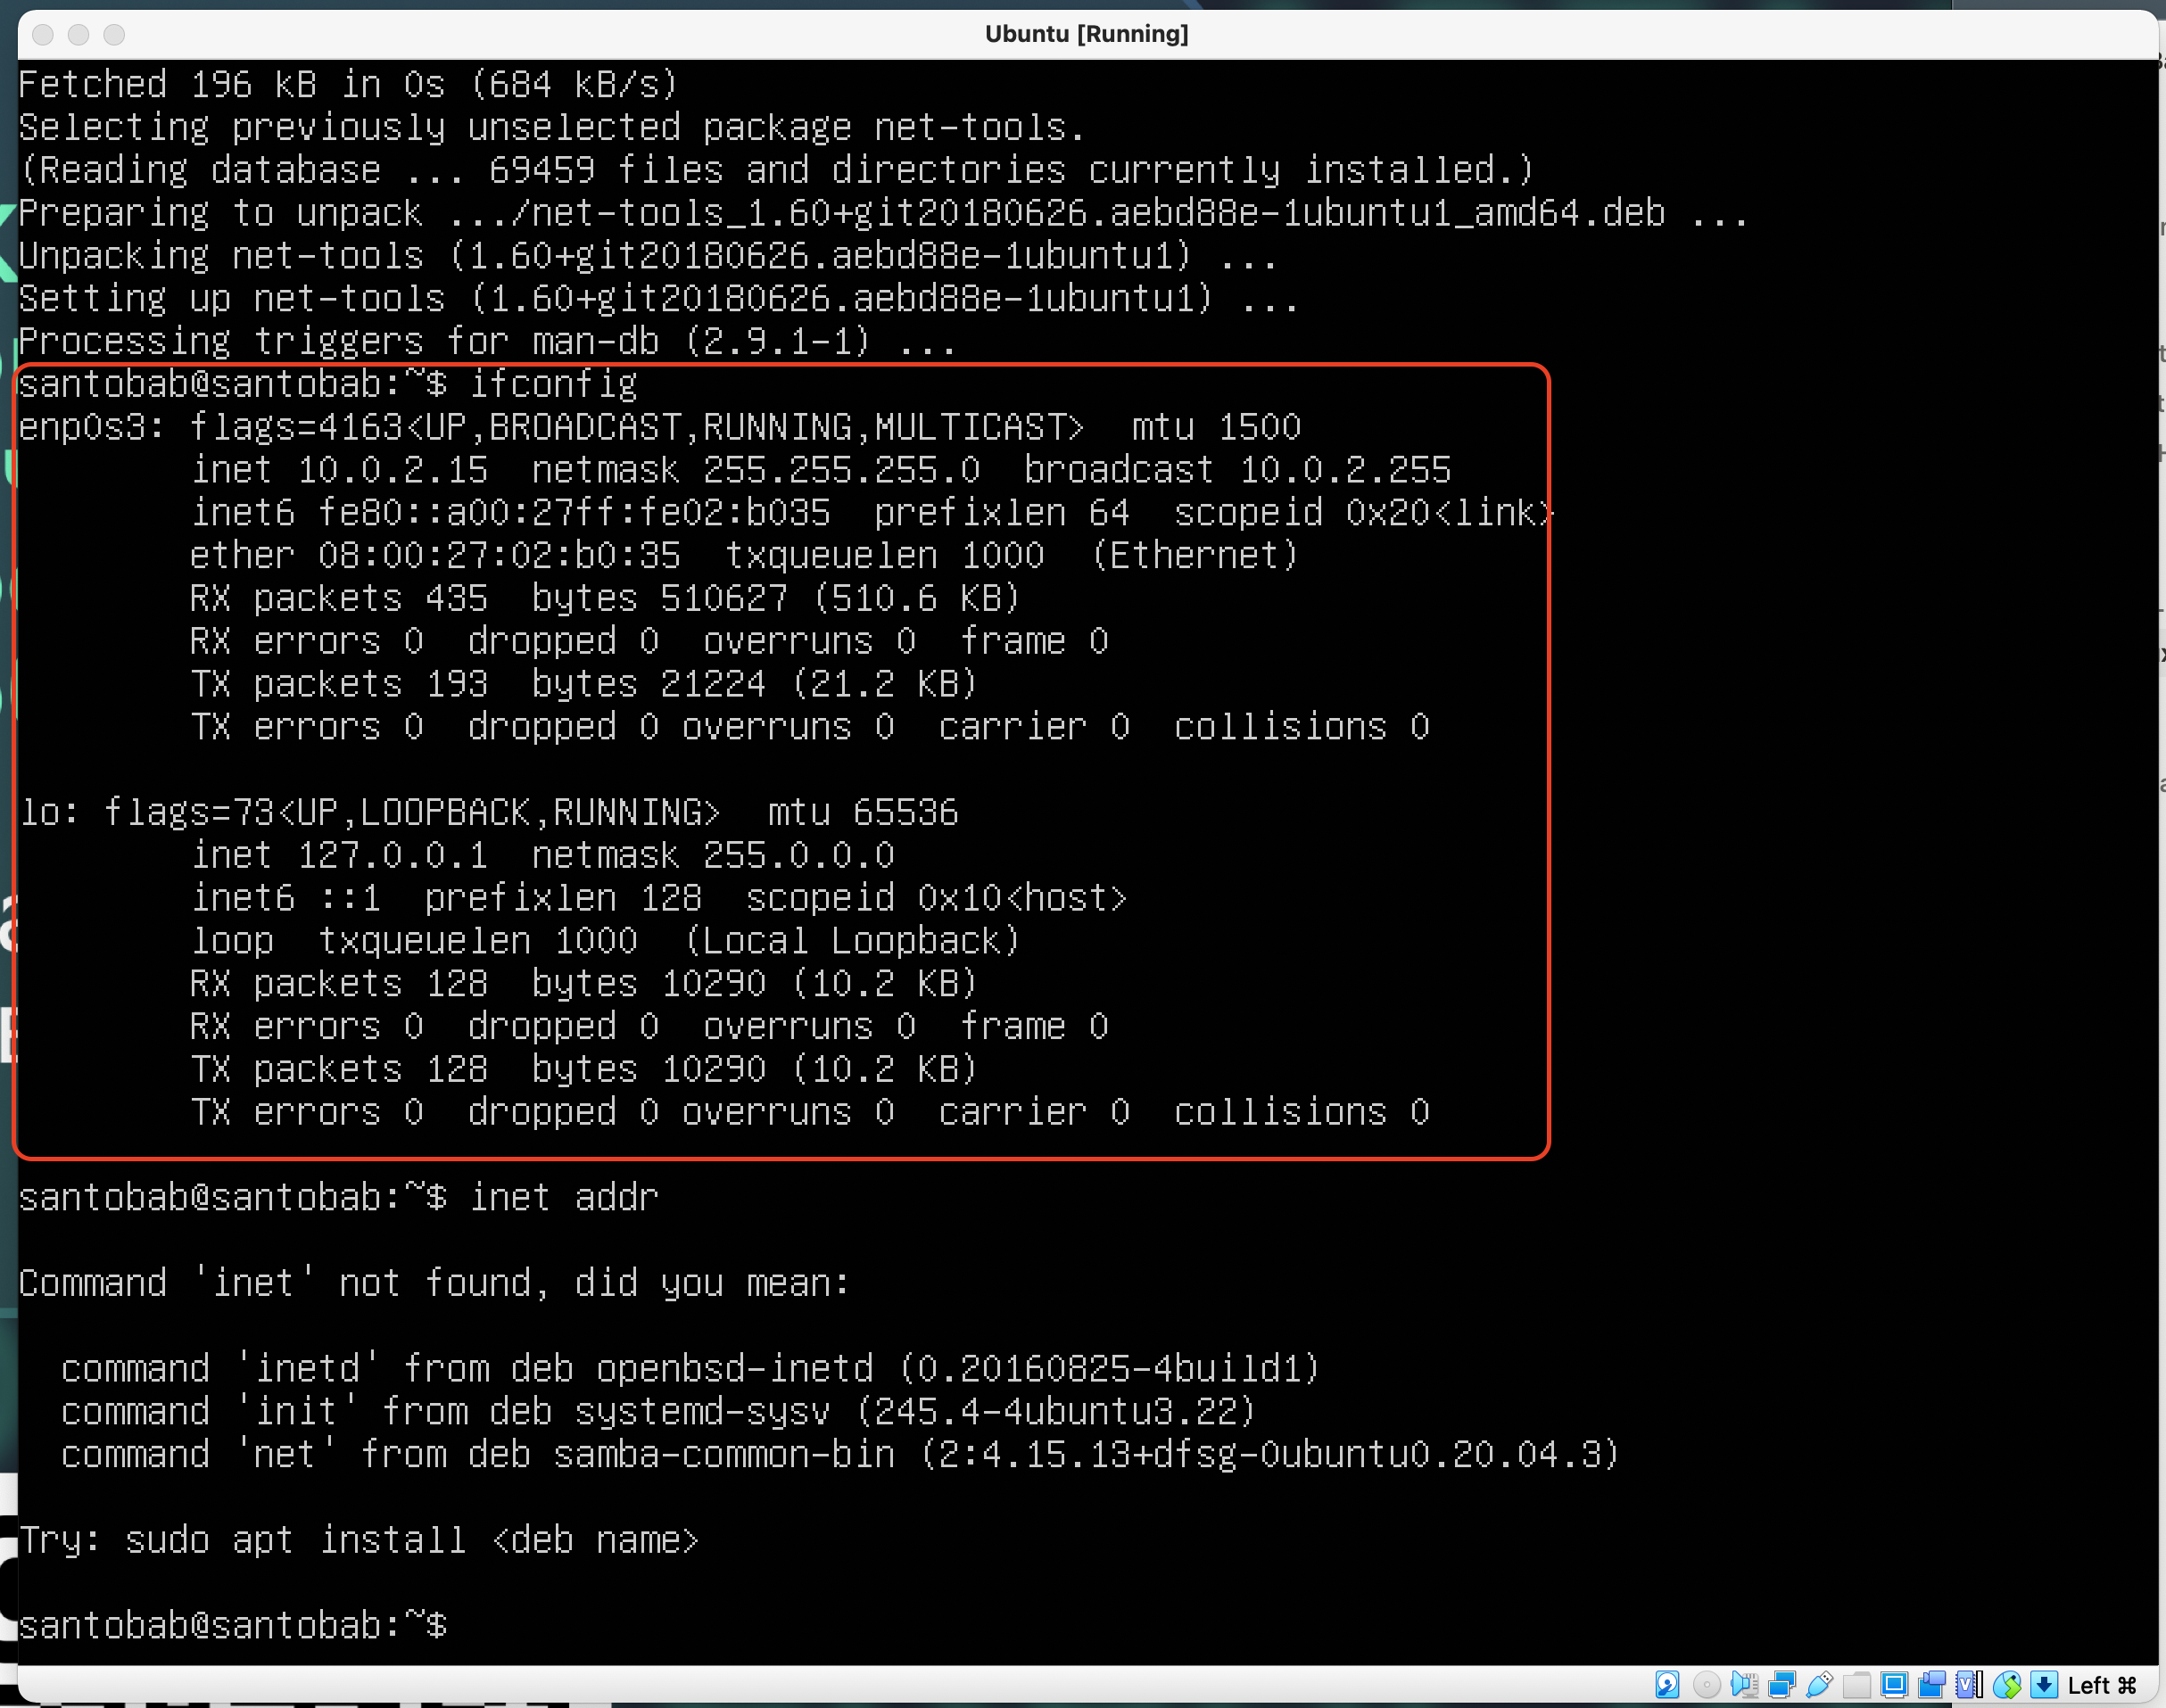 Ubuntu [Running]
Fetched 196 kB in 0s (684 kB/s)
Selecting previously unselected package net-tools.
(Reading database ... 69459 files and directories currently installed.)
Preparing to unpack .../net-tools_1.60+git20180626.aebd88e-1ubuntu1_amd64.deb ...
Unpacking net-tools (1.60+git20180626.aebd88e-1ubuntu1) ...
Setting up net-tools (1.60+git20180626.aebd88e-1ubuntu1) ...
Processing triggers for man-db (2.9.1-1) ...
santobab@santobab:~$ ifconfig
enp0s3: flags=4163<UP,BROADCAST,RUNNING,MULTICAST>  mtu 1500
        inet 10.0.2.15  netmask 255.255.255.0  broadcast 10.0.2.255
        inet6 fe80::a00:27ff:fe02:b035  prefixlen 64  scopeid 0x20<link>
        ether 08:00:27:02:b0:35  txqueuelen 1000  (Ethernet)
        RX packets 435  bytes 510627 (510.6 KB)
        RX errors 0  dropped 0  overruns 0  frame 0
        TX packets 193  bytes 21224 (21.2 KB)
        TX errors 0  dropped 0 overruns 0  carrier 0  collisions 0
lo: flags=73<UP,LOOPBACK,RUNNING>  mtu 65536
        inet 127.0.0.1  netmask 255.0.0.0
        inet6 ::1  prefixlen 128  scopeid 0x10<host>
        loop  txqueuelen 1000  (Local Loopback)
        RX packets 128  bytes 10290 (10.2 KB)
        RX errors 0  dropped 0  overruns 0  frame 0
        TX packets 128  bytes 10290 (10.2 KB)
        TX errors 0  dropped 0 overruns 0  carrier 0  collisions 0
santobab@santobab:~$ inet addr
Command 'inet' not found, did you mean:
  command 'inetd' from deb openbsd-inetd (0.20160825-4build1)
  command 'init' from deb systemd-sysv (245.4-4ubuntu3.22)
  command 'net' from deb samba-common-bin (2:4.15.13+dfsg-0ubuntu0.20.04.3)
Try: sudo apt install <deb name>
santobab@santobab:~$
Left ⌘